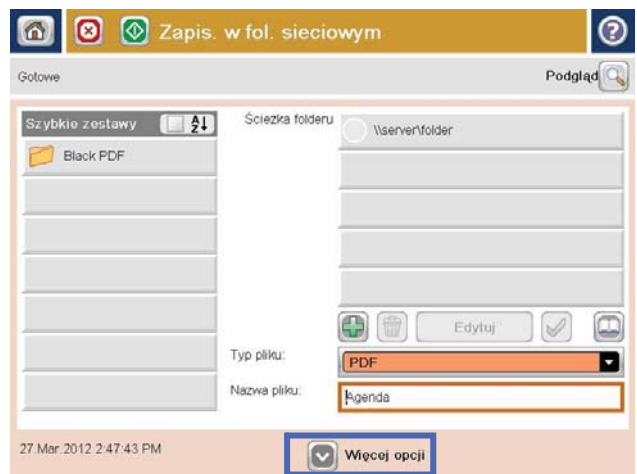 Zapis. w fol. sieciowym
Gotowe
Podgląd
Szybkie zestawy
Black PDF
Ścieżka folderu
\\server\folder
Edytuj
Typ pliku:
PDF
Nazwa pliku:
Agenda
27.Mar.2012 2:47:43 PM
Więcej opcji